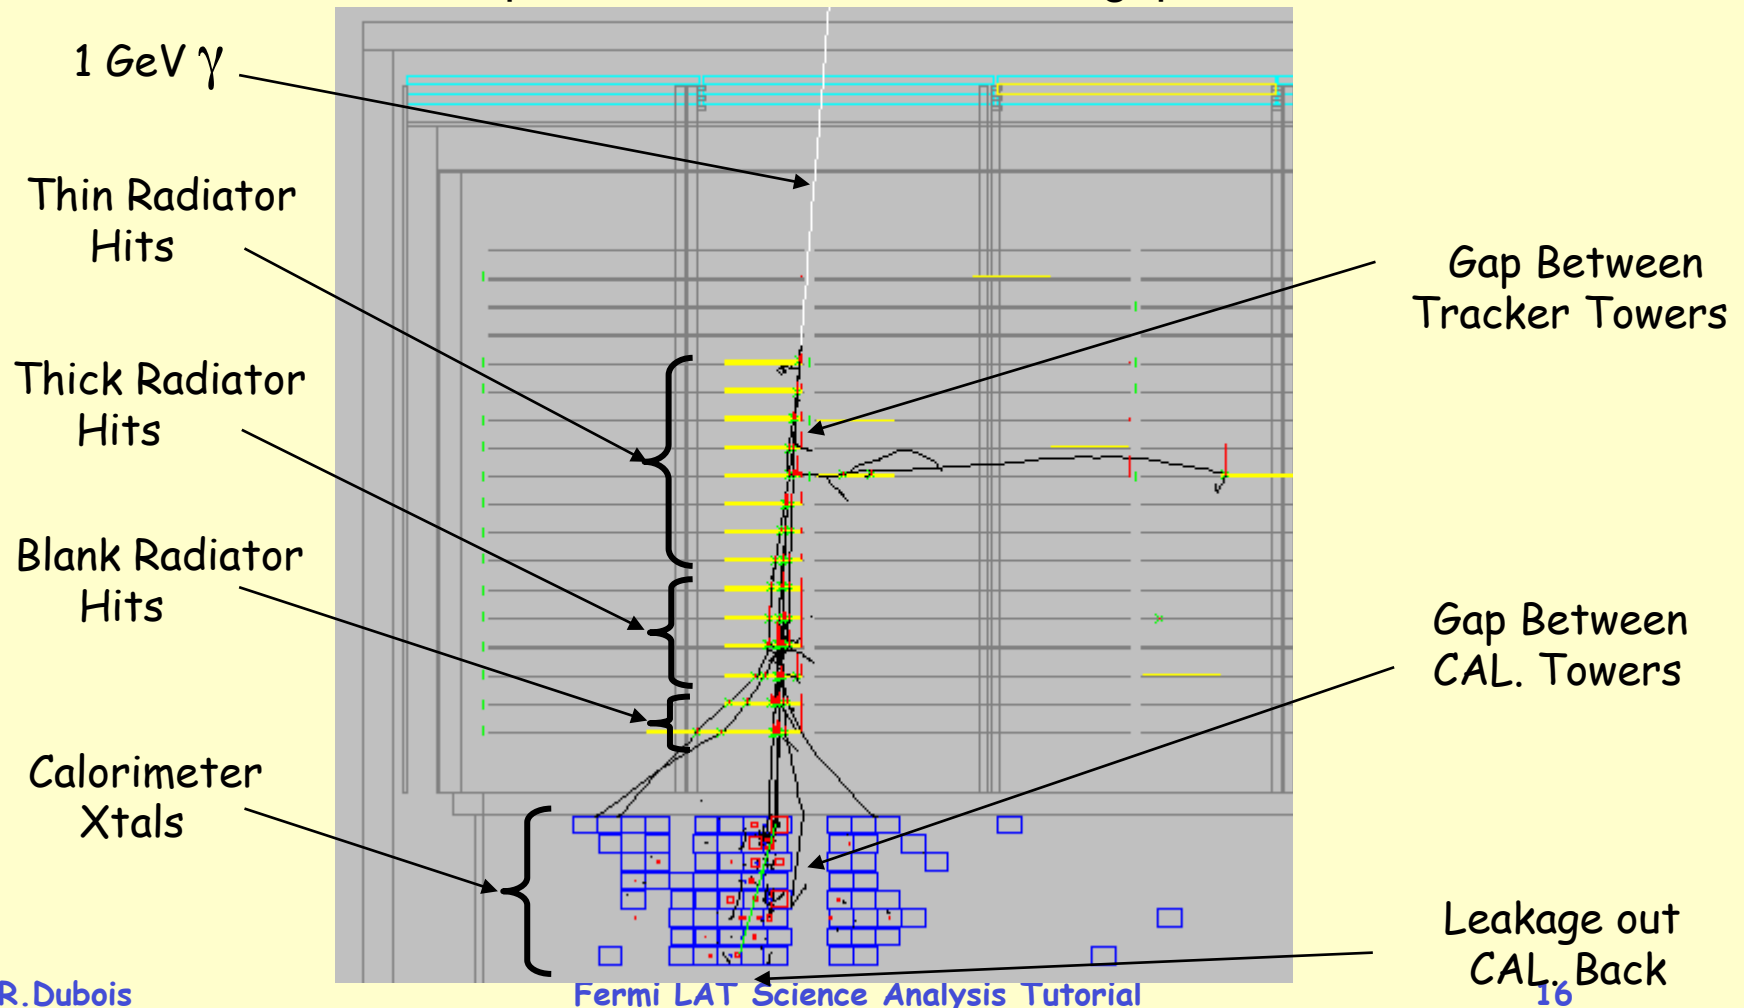 1 GeV γ
Thin Radiator
Hits
Thick Radiator
Hits
Blank Radiator
Hits
Calorimeter
Xtals
Gap Between
Tracker Towers
Gap Between
CAL. Towers
Leakage out
CAL. Back
R.Dubois
Fermi LAT Science Analysis Tutorial
16